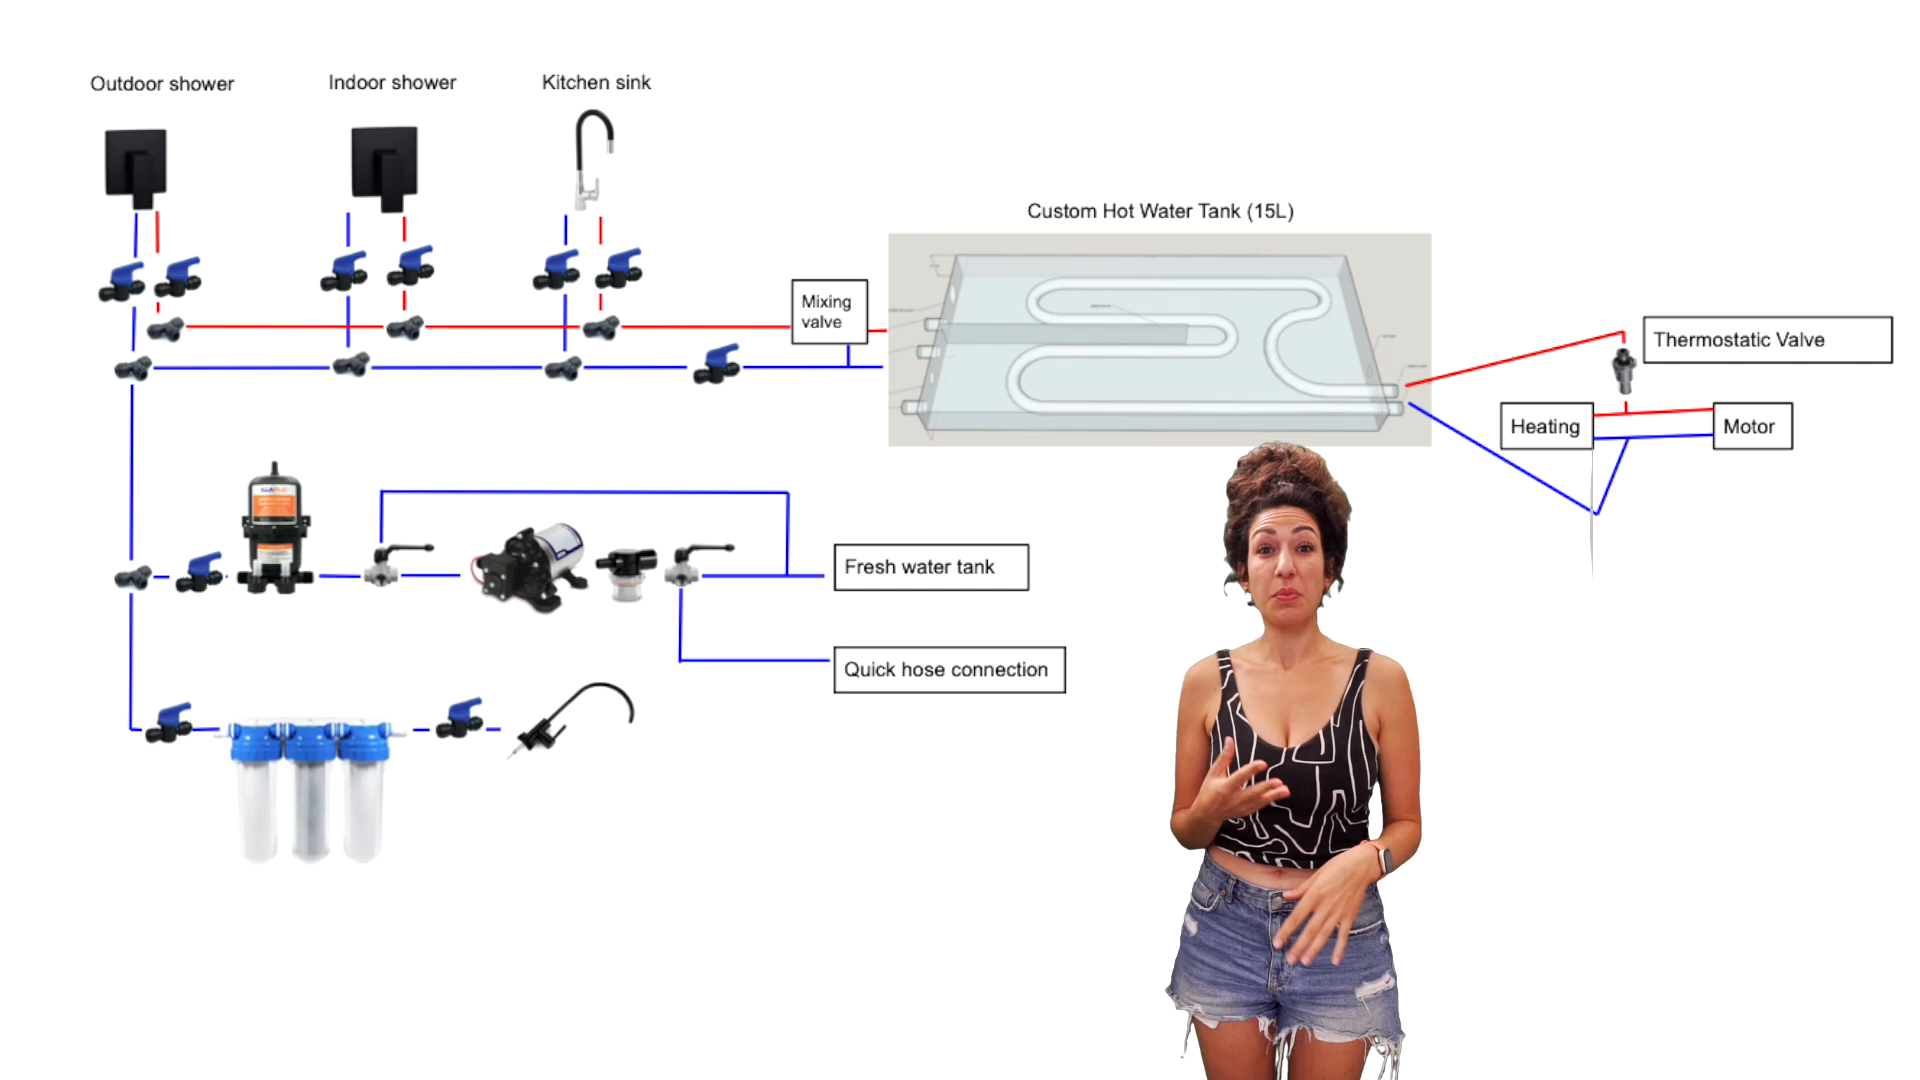 Outdoor shower
Indoor shower
Kitchen sink
Custom Hot Water Tank (15L)
Mixing
valve
Thermostatic Valve
Heating
Motor
Fresh water tank
Quick hose connection